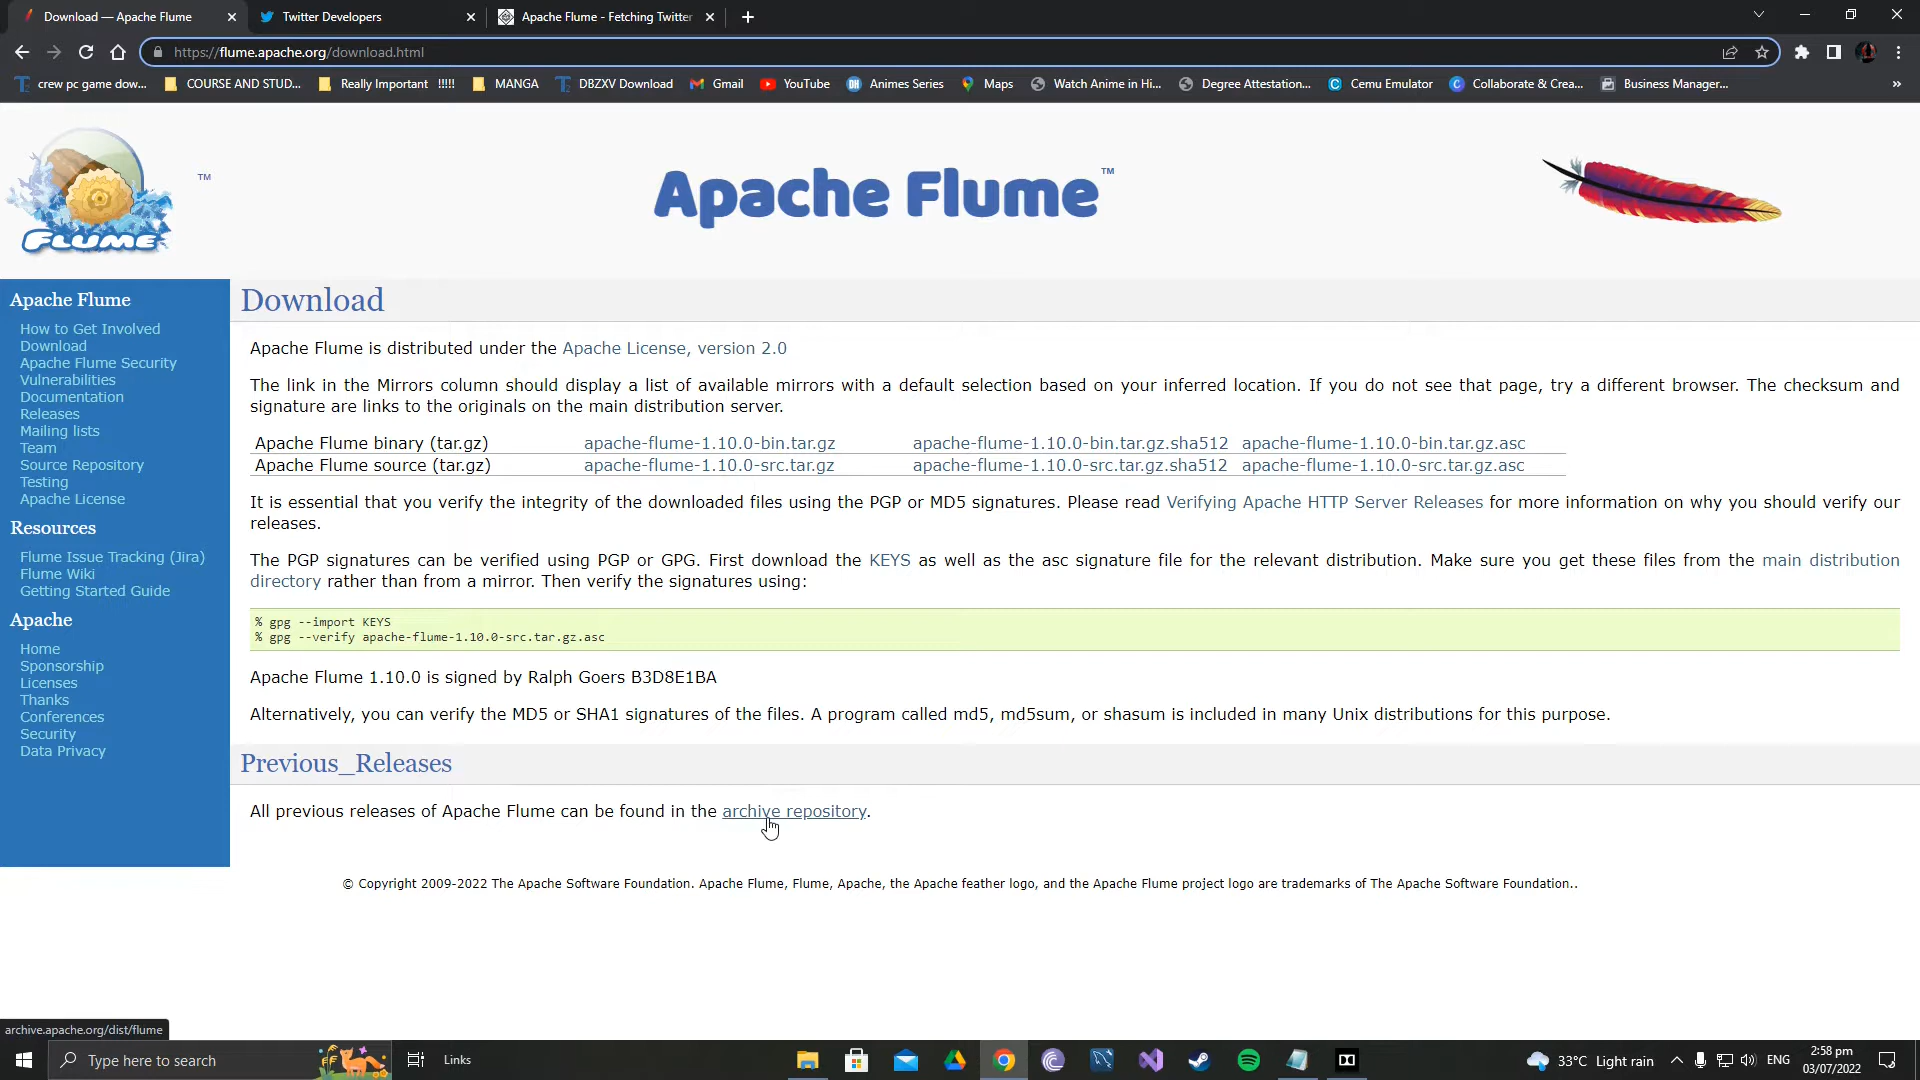 Download — Apache Flume
Twitter Developers
Apache Flume - Fetching Twitter
https://flume.apache.org/download.html
crew pc game dow...
COURSE AND STUD...
Really Important !!!!!
MANGA
DBZXV Download
Gmail
YouTube
Animes Series
Maps
Watch Anime in Hi...
Degree Attestation...
Cemu Emulator
Collaborate & Crea...
Business Manager...
»
FLUME
TM
Apache Flume™
Apache Flume
How to Get Involved
Download
Apache Flume Security
Vulnerabilities
Documentation
Releases
Mailing lists
Team
Source Repository
Testing
Apache License
Resources
Flume Issue Tracking (Jira)
Flume Wiki
Getting Started Guide
Apache
Home
Sponsorship
Licenses
Thanks
Conferences
Security
Data Privacy
Download
Apache Flume is distributed under the Apache License, version 2.0
The link in the Mirrors column should display a list of available mirrors with a default selection based on your inferred location. If you do not see that page, try a different browser. The checksum and
signature are links to the originals on the main distribution server.
Apache Flume binary (tar.gz) apache-flume-1.10.0-bin.tar.gz apache-flume-1.10.0-bin.tar.gz.sha512 apache-flume-1.10.0-bin.tar.gz.asc
Apache Flume source (tar.gz) apache-flume-1.10.0-src.tar.gz apache-flume-1.10.0-src.tar.gz.sha512 apache-flume-1.10.0-src.tar.gz.asc
It is essential that you verify the integrity of the downloaded files using the PGP or MD5 signatures. Please read Verifying Apache HTTP Server Releases for more information on why you should verify our
releases.
The PGP signatures can be verified using PGP or GPG. First download the KEYS as well as the asc signature file for the relevant distribution. Make sure you get these files from the main distribution
directory rather than from a mirror. Then verify the signatures using:
% gpg --import KEYS
% gpg --verify apache-flume-1.10.0-src.tar.gz.asc
Apache Flume 1.10.0 is signed by Ralph Goers B3D8E1BA
Alternatively, you can verify the MD5 or SHA1 signatures of the files. A program called md5, md5sum, or shasum is included in many Unix distributions for this purpose.
Previous_Releases
All previous releases of Apache Flume can be found in the archive repository.
© Copyright 2009-2022 The Apache Software Foundation. Apache Flume, Flume, Apache, the Apache feather logo, and the Apache Flume project logo are trademarks of The Apache Software Foundation..
archive.apache.org/dist/flume
Type here to search
Links
33°C Light rain
ENG
2:58 pm
03/07/2022